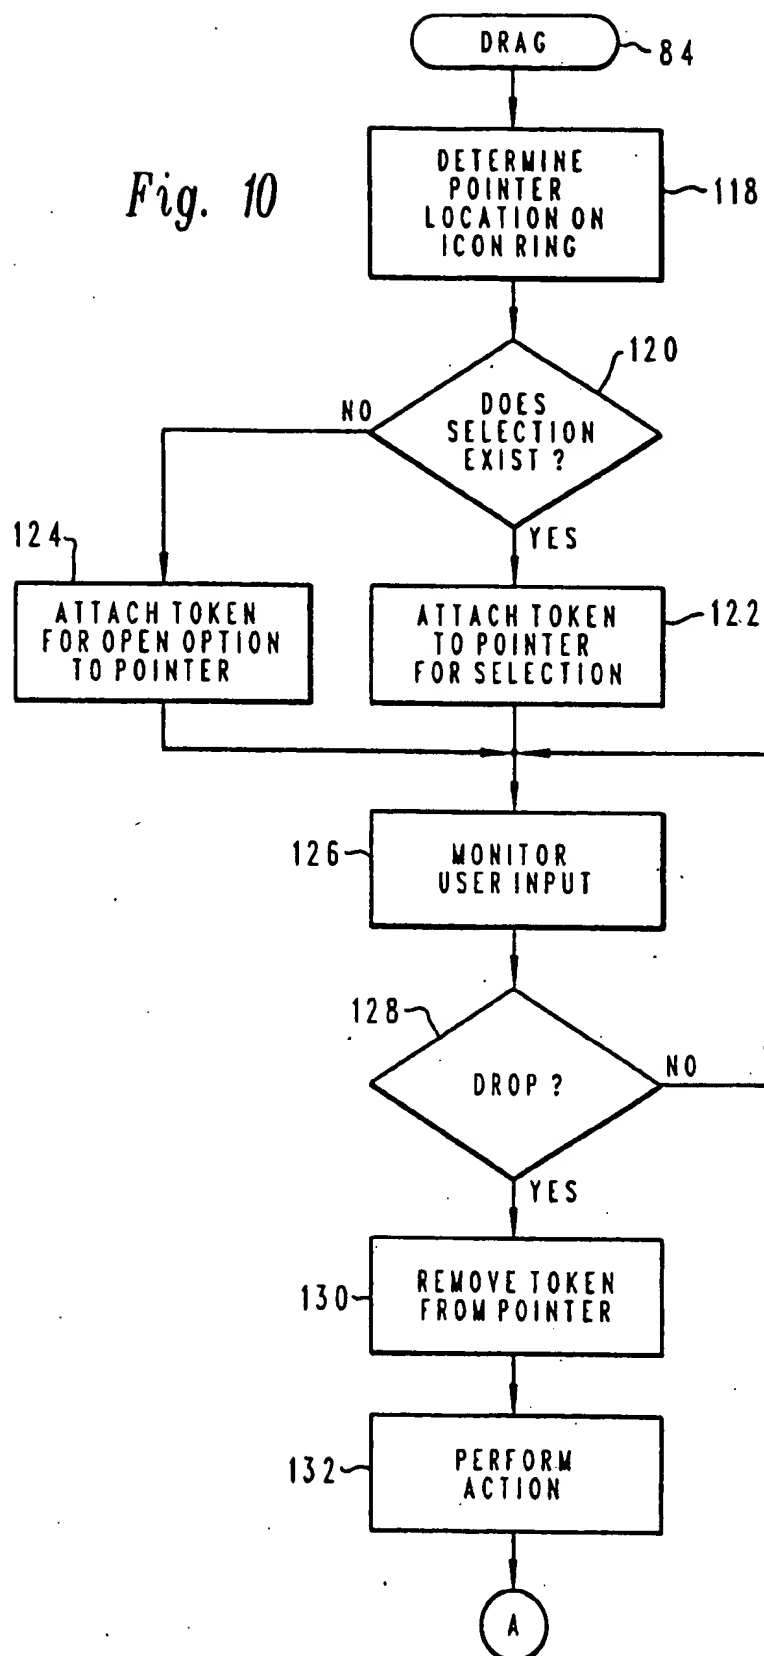 DRAG
84
Fig. 10
DETERMINE
POINTER
LOCATION ON
ICON RING
118
120
DOES
SELECTION
EXIST ?
NO
YES
124
ATTACH TOKEN
FOR OPEN OPTION
TO POINTER
ATTACH TOKEN
TO POINTER
FOR SELECTION
122
126
MONITOR
USER INPUT
128
DROP ?
NO
YES
130
REMOVE TOKEN
FROM POINTER
132
PERFORM
ACTION
A